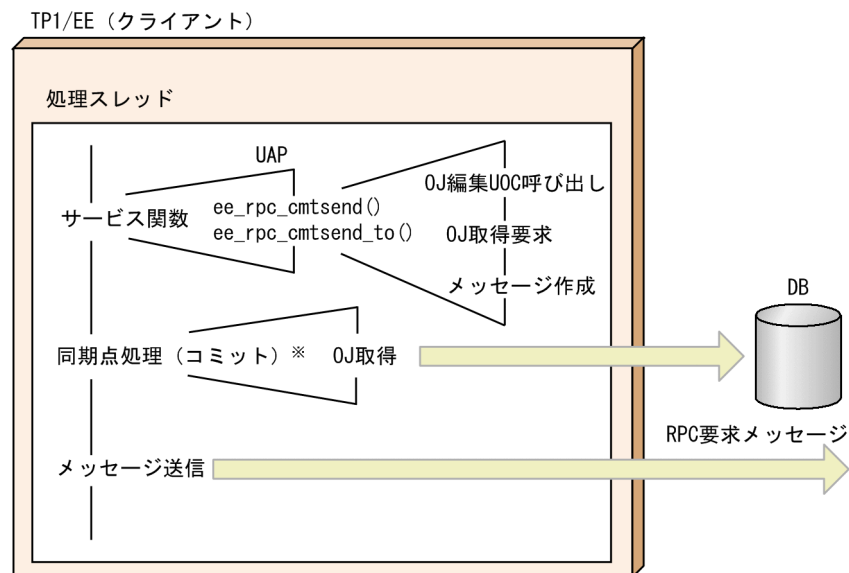 TP1/EE（クライアント）
処理スレッド
UAP
OJ編集UOC呼び出し
サービス関数
ee_rpc_cmtsend()
ee_rpc_cmtsend_to()
OJ取得要求
メッセージ作成
DB
同期点処理（コミット）※
OJ取得
RPC要求メッセージ
メッセージ送信